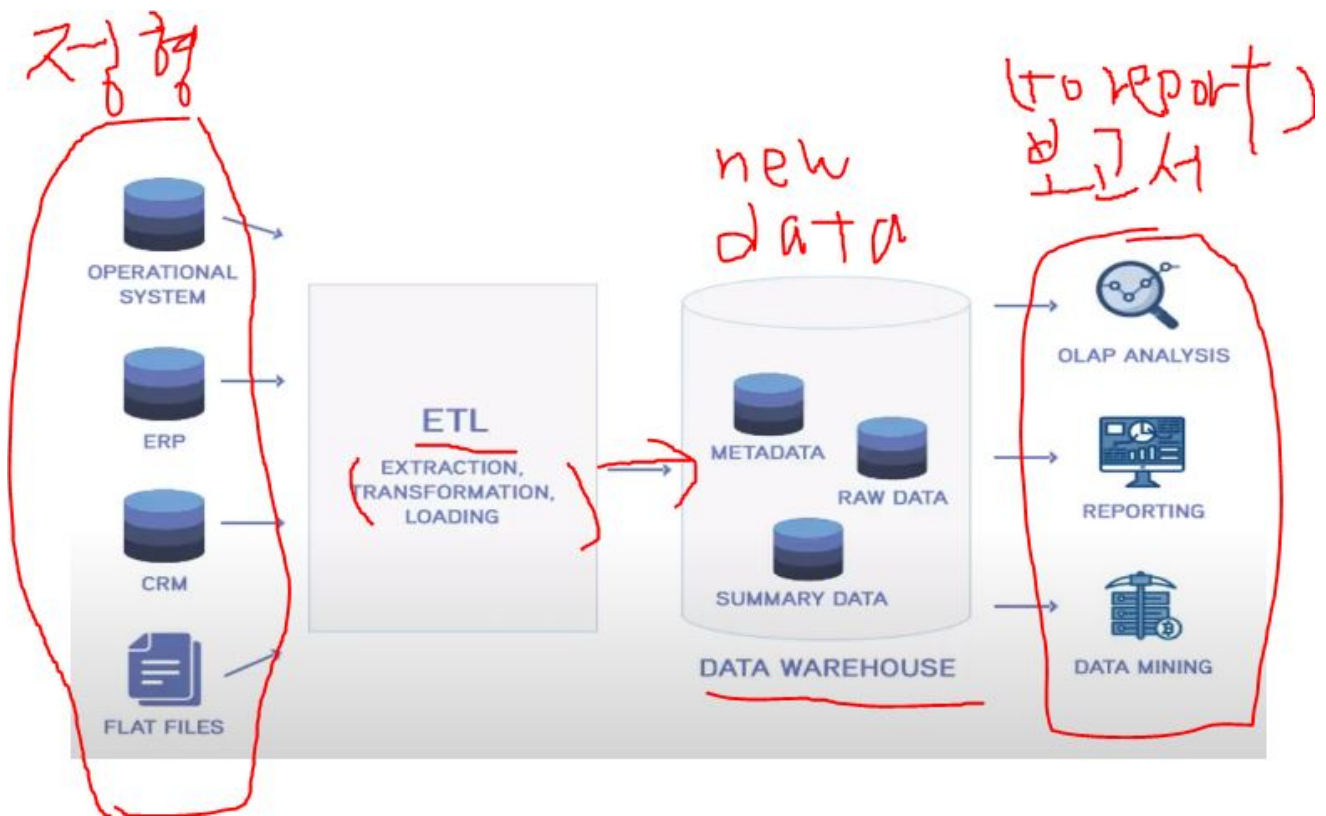 정형
(to report)
보고서
new
data
OPERATIONAL
SYSTEM
ERP
CRM
FLAT FILES
ETL
(EXTRACTION,
TRANSFORMATION,
LOADING)
METADATA
RAW DATA
SUMMARY DATA
DATA WAREHOUSE
OLAP ANALYSIS
REPORTING
DATA MINING